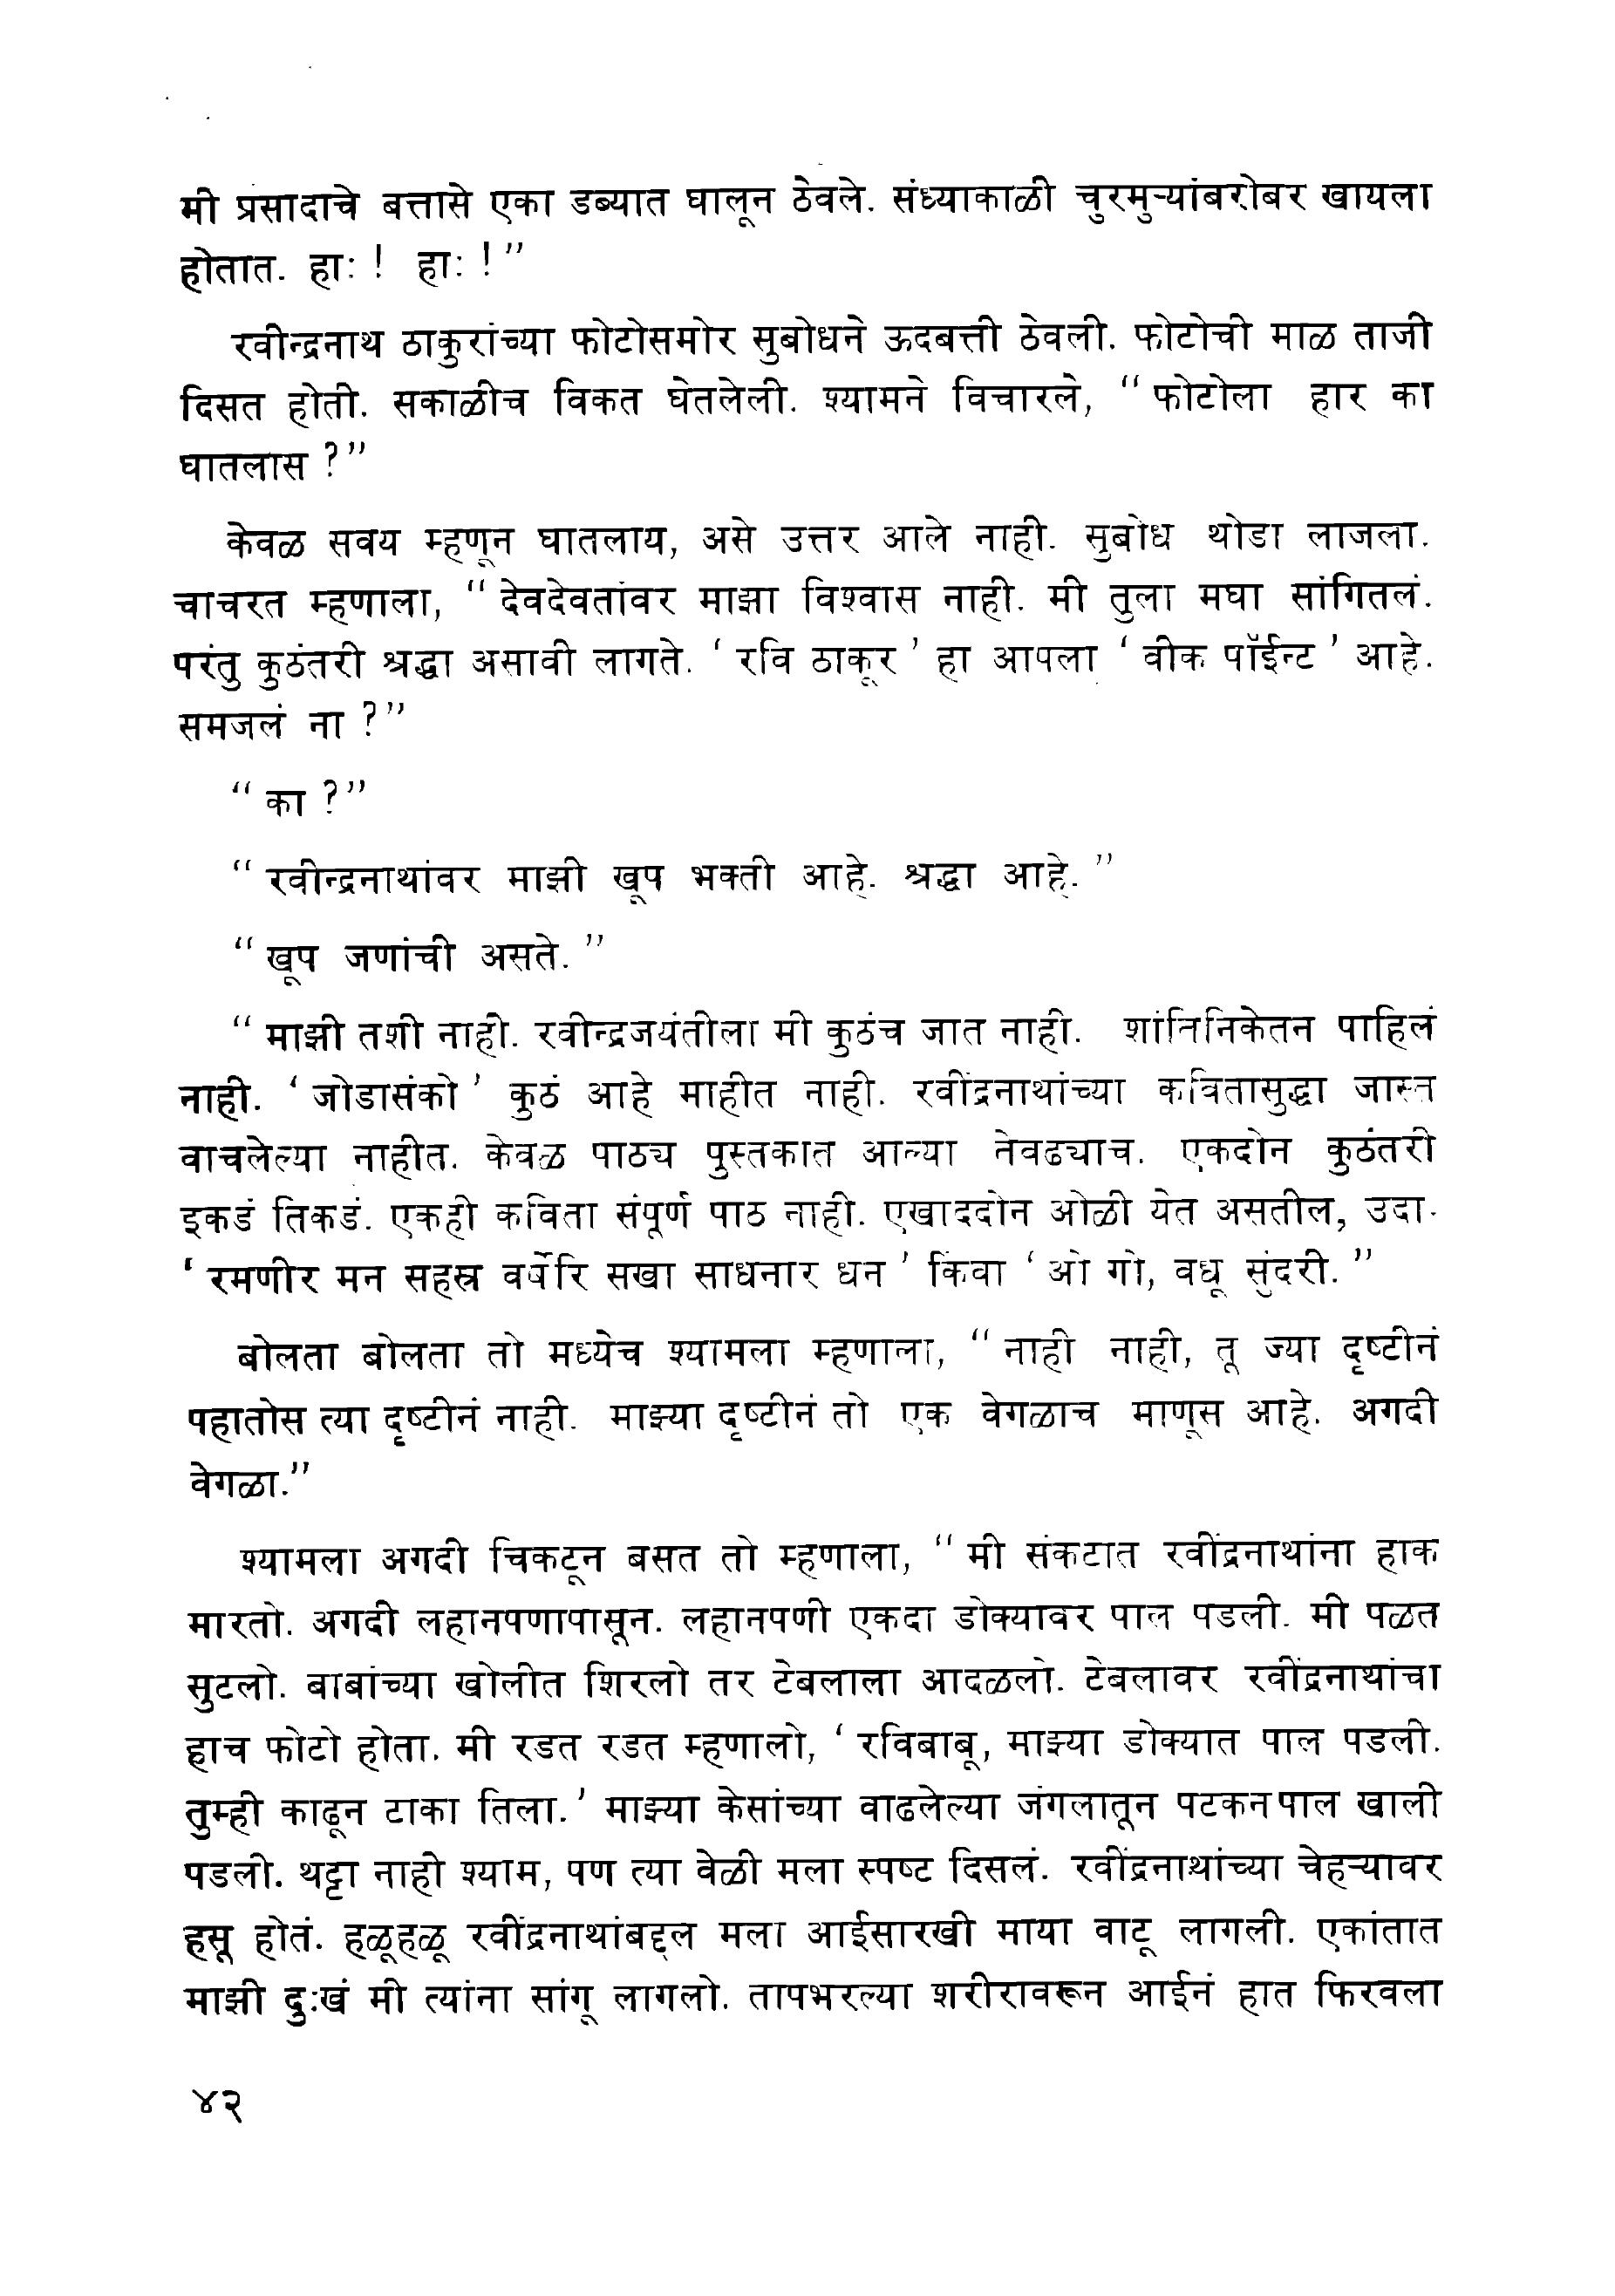 मी प्रसादाचे बत्तासे एका डब्यात घालून ठेवले. संध्याकाळी चुरमुऱ्यांबरोबर खायला
होतात. हाः ! हाः !”
रवीन्द्रनाथ ठाकुरांच्या फोटोसमोर सुबोधने ऊदबत्ती ठेवली. फोटोची माळ ताजी
दिसत होती. सकाळीच विकत घेतलेली. श्यामने विचारले, “ फोटोला हार का
घातलास ?”
केवळ सवय म्हणून घातलाय, असे उत्तर आले नाही. सुबोध थोडा लाजला.
चाचरत म्हणाला, “ देवदेवतांवर माझा विश्वास नाही. मी तुला मघा सांगितलं.
परंतु कुठंतरी श्रद्धा असावी लागते. ‘ रवि ठाकूर ’ हा आपला ‘ वीक पॉईन्ट ’ आहे.
समजलं ना ?”
“ का ?”
“ रवीन्द्रनाथांवर माझी खूप भक्ती आहे. श्रद्धा आहे. ”
“ खूप जणांची असते. ”
“ माझी तशी नाही. रवीन्द्रजयंतीला मी कुठंच जात नाही. शांतिनिकेतन पाहिलं
नाही. ‘ जोडासंको ’ कुठं आहे माहीत नाही. रवींद्रनाथांच्या कवितासुद्धा जास्त
वाचलेल्या नाहीत. केवळ पाठ्य पुस्तकात आल्या तेवढ्याच. एकदोन कुठंतरी
इकडं तिकडं. एकही कविता संपूर्ण पाठ नाही. एखाददोन ओळी येत असतील, उदा.
‘ रमणीर मन सहस्र वर्षेरि सखा साधनार धन ’ किंवा ‘ ओ गो, वधू सुंदरी. ”
बोलता बोलता तो मध्येच श्यामला म्हणाला, “ नाही नाही, तू ज्या दृष्टीनं
पहातोस त्या दृष्टीनं नाही. माझ्या दृष्टीनं तो एक वेगळाच माणूस आहे. अगदी
वेगळा.”
श्यामला अगदी चिकटून बसत तो म्हणाला, “ मी संकटात रवींद्रनाथांना हाक
मारतो. अगदी लहानपणापासून. लहानपणी एकदा डोक्यावर पाल पडली. मी पळत
सुटलो. बाबांच्या खोलीत शिरलो तर टेबलाला आदळलो. टेबलावर रवींद्रनाथांचा
हाच फोटो होता. मी रडत रडत म्हणालो, ‘ रविबाबू, माझ्या डोक्यात पाल पडली.
तुम्ही काढून टाका तिला. ’ माझ्या केसांच्या वाढलेल्या जंगलातून पटकन पाल खाली
पडली. थट्टा नाही श्याम, पण त्या वेळी मला स्पष्ट दिसलं. रवींद्रनाथांच्या चेहऱ्यावर
हसू होतं. हळूहळू रवींद्रनाथांबद्दल मला आईसारखी माया वाटू लागली. एकांतात
माझी दुःखं मी त्यांना सांगू लागलो. तापभरल्या शरीरावरून आईनं हात फिरवला
४२